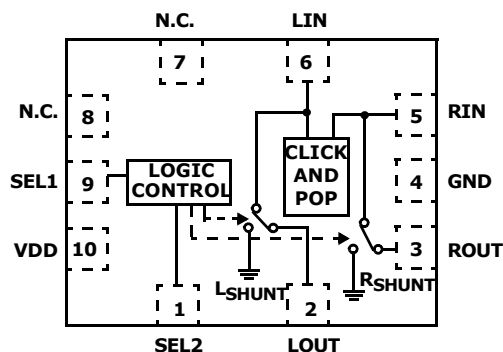 N.C. LIN
7 6
N.C. 8 5 RIN
CLICK
AND
POP
SEL1 9 LOGIC
CONTROL 4 GND
VDD 10 3 ROUT
LSHUNT RSHUNT
1 2
SEL2 LOUT